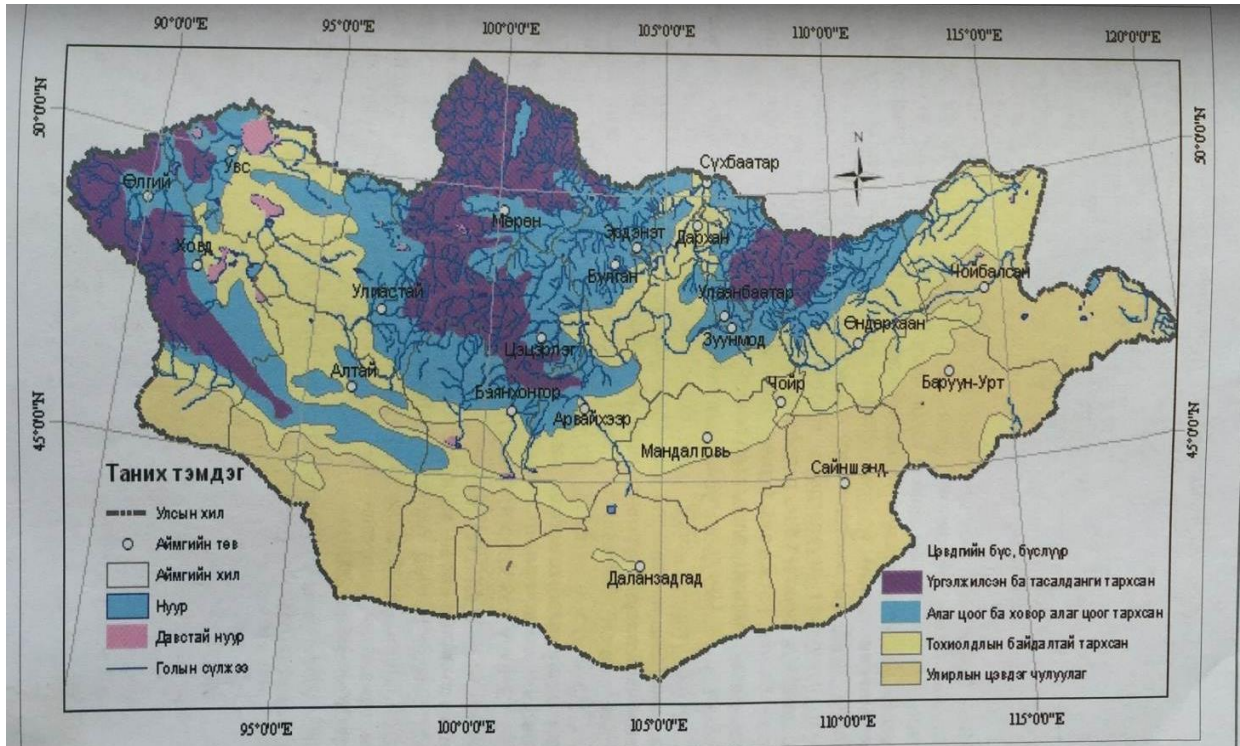 90°0'0"E
95°0'0"E
100°0'0"E
105°0'0"E
110°0'0"E
115°0'0"E
120°0'0"E
50°0'0"N
50°0'0"N
N
Сүхбаатар
Увс
Өлгий
Мөрөн
Эрдэнэт
Дархан
Ховд
Булган
Чойбалсан
Улиастай
Улаанбаатар
Өндөрхаан
Зуунмод
Цэцэрлэг
Алтай
Баянхонгор
Чойр
Баруун-Урт
Арвайхээр
45°0'0"N
45°0'0"N
Мандалговь
Сайншанд
Даланзадгад
Таних тэмдэг
Улсын хил
Аймгийн төв
Аймгийн хил
Нуур
Давстай нуур
Голын сүлжээ
Цэвдгийн бүс, бүслүүр
Үргэлжилсэн ба тасалданги тархсан
Алаг цоог ба ховор алаг цоог тархсан
Тохиолдлын байдалтай тархсан
Улирлын цэвдэг чулуулаг
95°0'0"E
100°0'0"E
105°0'0"E
110°0'0"E
115°0'0"E